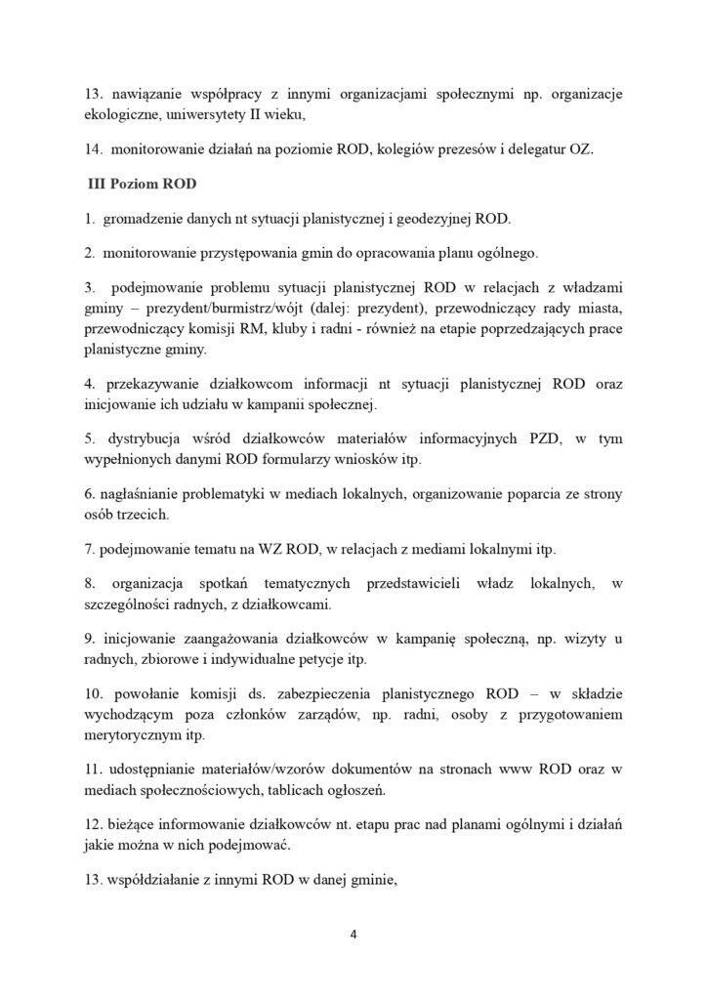 13. nawiązanie współpracy z innymi organizacjami społecznymi np. organizacje
ekologiczne, uniwersytety II wieku,
14. monitorowanie działań na poziomie ROD, kolegiów prezesów i delegatur OZ.
III Poziom ROD
1. gromadzenie danych nt sytuacji planistycznej i geodezyjnej ROD.
2. monitorowanie przystępowania gmin do opracowania planu ogólnego.
3. podejmowanie problemu sytuacji planistycznej ROD w relacjach z władzami
gminy – prezydent/burmistrz/wójt (dalej: prezydent), przewodniczący rady miasta,
przewodniczący komisji RM, kluby i radni - również na etapie poprzedzających prace
planistyczne gminy.
4. przekazywanie działkowcom informacji nt sytuacji planistycznej ROD oraz
inicjowanie ich udziału w kampanii społecznej.
5. dystrybucja wśród działkowców materiałów informacyjnych PZD, w tym
wypełnionych danymi ROD formularzy wniosków itp.
6. nagłaśnianie problematyki w mediach lokalnych, organizowanie poparcia ze strony
osób trzecich.
7. podejmowanie tematu na WZ ROD, w relacjach z mediami lokalnymi itp.
8. organizacja spotkań tematycznych przedstawicieli władz lokalnych, w
szczególności radnych, z działkowcami.
9. inicjowanie zaangażowania działkowców w kampanię społeczną, np. wizyty u
radnych, zbiorowe i indywidualne petycje itp.
10. powołanie komisji ds. zabezpieczenia planistycznego ROD – w składzie
wychodzącym poza członków zarządów, np. radni, osoby z przygotowaniem
merytorycznym itp.
11. udostępnianie materiałów/wzorów dokumentów na stronach www ROD oraz w
mediach społecznościowych, tablicach ogłoszeń.
12. bieżące informowanie działkowców nt. etapu prac nad planami ogólnymi i działań
jakie można w nich podejmować.
13. współdziałanie z innymi ROD w danej gminie,
4